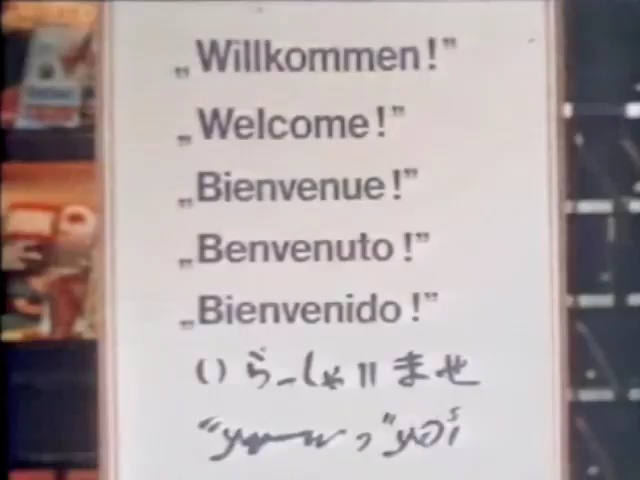 „Willkommen!”
„Welcome!”
„Bienvenue!”
„Benvenuto!”
„Bienvenido!”
いらっしゃいませ